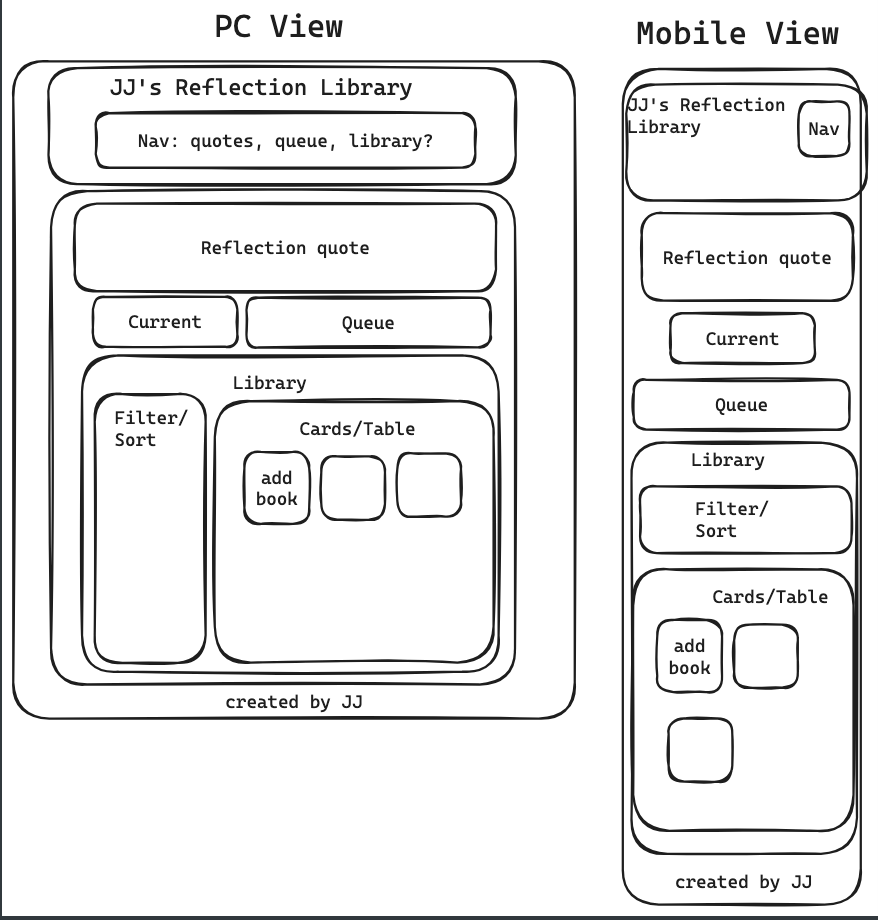 PC View
JJ's Reflection Library
Nav: quotes, queue, library?
Reflection quote
Current
Queue
Library
Filter/
Sort
Cards/Table
add
book
created by JJ
Mobile View
JJ's Reflection
Library
Nav
Reflection quote
Current
Queue
Library
Filter/
Sort
Cards/Table
add
book
created by JJ